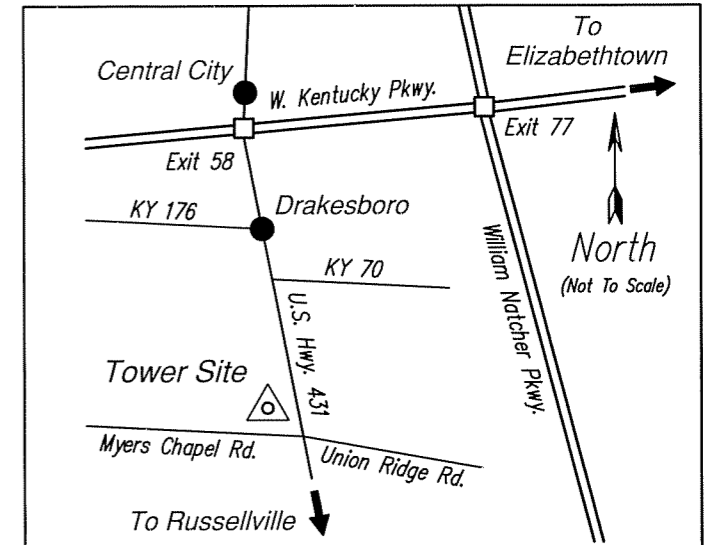 To
Elizabethtown
Central City
W. Kentucky Pkwy.
Exit 58
Exit 77
KY 176
Drakesboro
William Natcher Pkwy.
North
(Not To Scale)
KY 70
U.S. Hwy. 431
Tower Site
Myers Chapel Rd.
Union Ridge Rd.
To Russellville